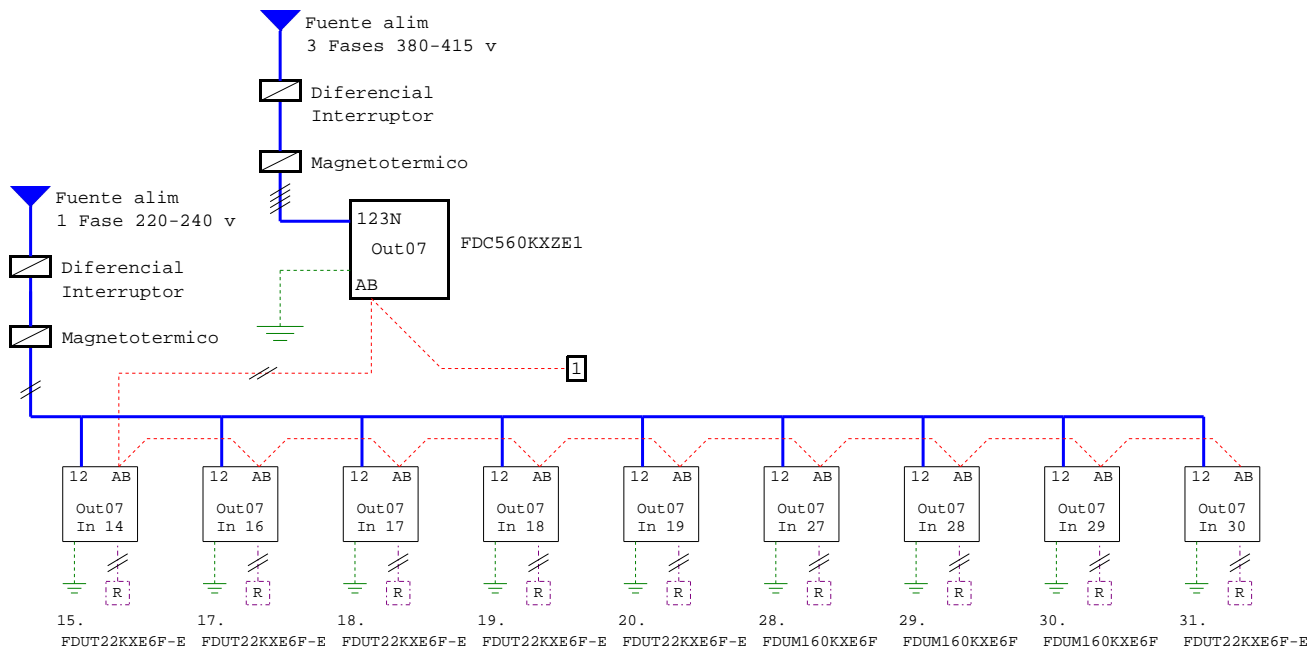 Fuente alim
3 Fases 380-415 v
Diferencial
Interruptor
Magnetotermico
Fuente alim
1 Fase 220-240 v
123N
Out07
AB
FDC560KXZE1
Diferencial
Interruptor
Magnetotermico
1
12 AB 12 AB 12 AB 12 AB 12 AB 12 AB 12 AB 12 AB 12 AB
Out07 Out07 Out07 Out07 Out07 Out07 Out07 Out07 Out07
In 14 In 16 In 17 In 18 In 19 In 27 In 28 In 29 In 30
R R R R R R R R R
15. 17. 18. 19. 20. 28. 29. 30. 31.
FDUT22KXE6F-E FDUT22KXE6F-E FDUT22KXE6F-E FDUT22KXE6F-E FDUT22KXE6F-E FDUM160KXE6F FDUM160KXE6F FDUM160KXE6F FDUT22KXE6F-E